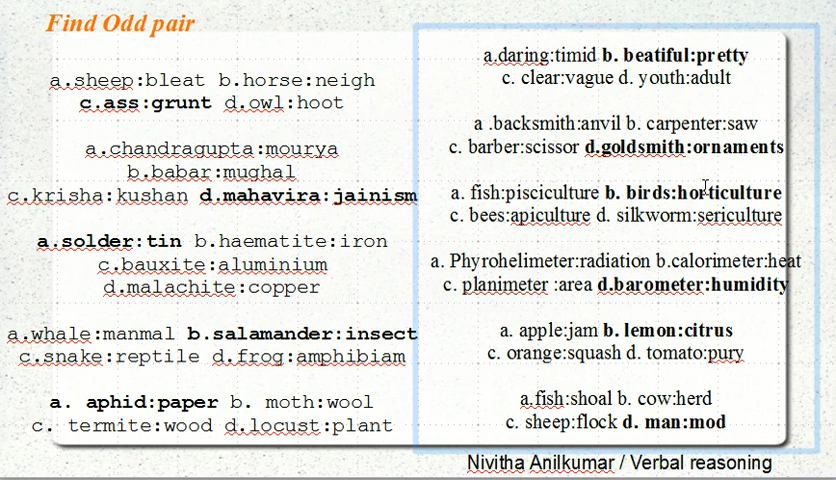 Find Odd pair
a.sheep:bleat b.horse:neigh
c.ass:grunt d.owl:hoot
a.chandragupta:mourya
b.babar:mughal
c.krisha:kushan d.mahavira:jainism
a.solder:tin b.haematite:iron
c.bauxite:aluminium
d.malachite:copper
a.whale:manmal b.salamander:insect
c.snake:reptile d.frog:amphibiam
a. aphid:paper b. moth:wool
c. termite:wood d.locust:plant
a.daring:timid b. beatiful:pretty
c. clear:vague d. youth:adult
a .backsmith:anvil b. carpenter:saw
c. barber:scissor d.goldsmith:ornaments
a. fish:pisciculture b. birds:horticulture
c. bees:apiculture d. silkworm:sericulture
a. Phyrohelimeter:radiation b.calorimeter:heat
c. planimeter :area d.barometer:humidity
a. apple:jam b. lemon:citrus
c. orange:squash d. tomato:pury
a.fish:shoal b. cow:herd
c. sheep:flock d. man:mod
Nivitha Anilkumar / Verbal reasoning